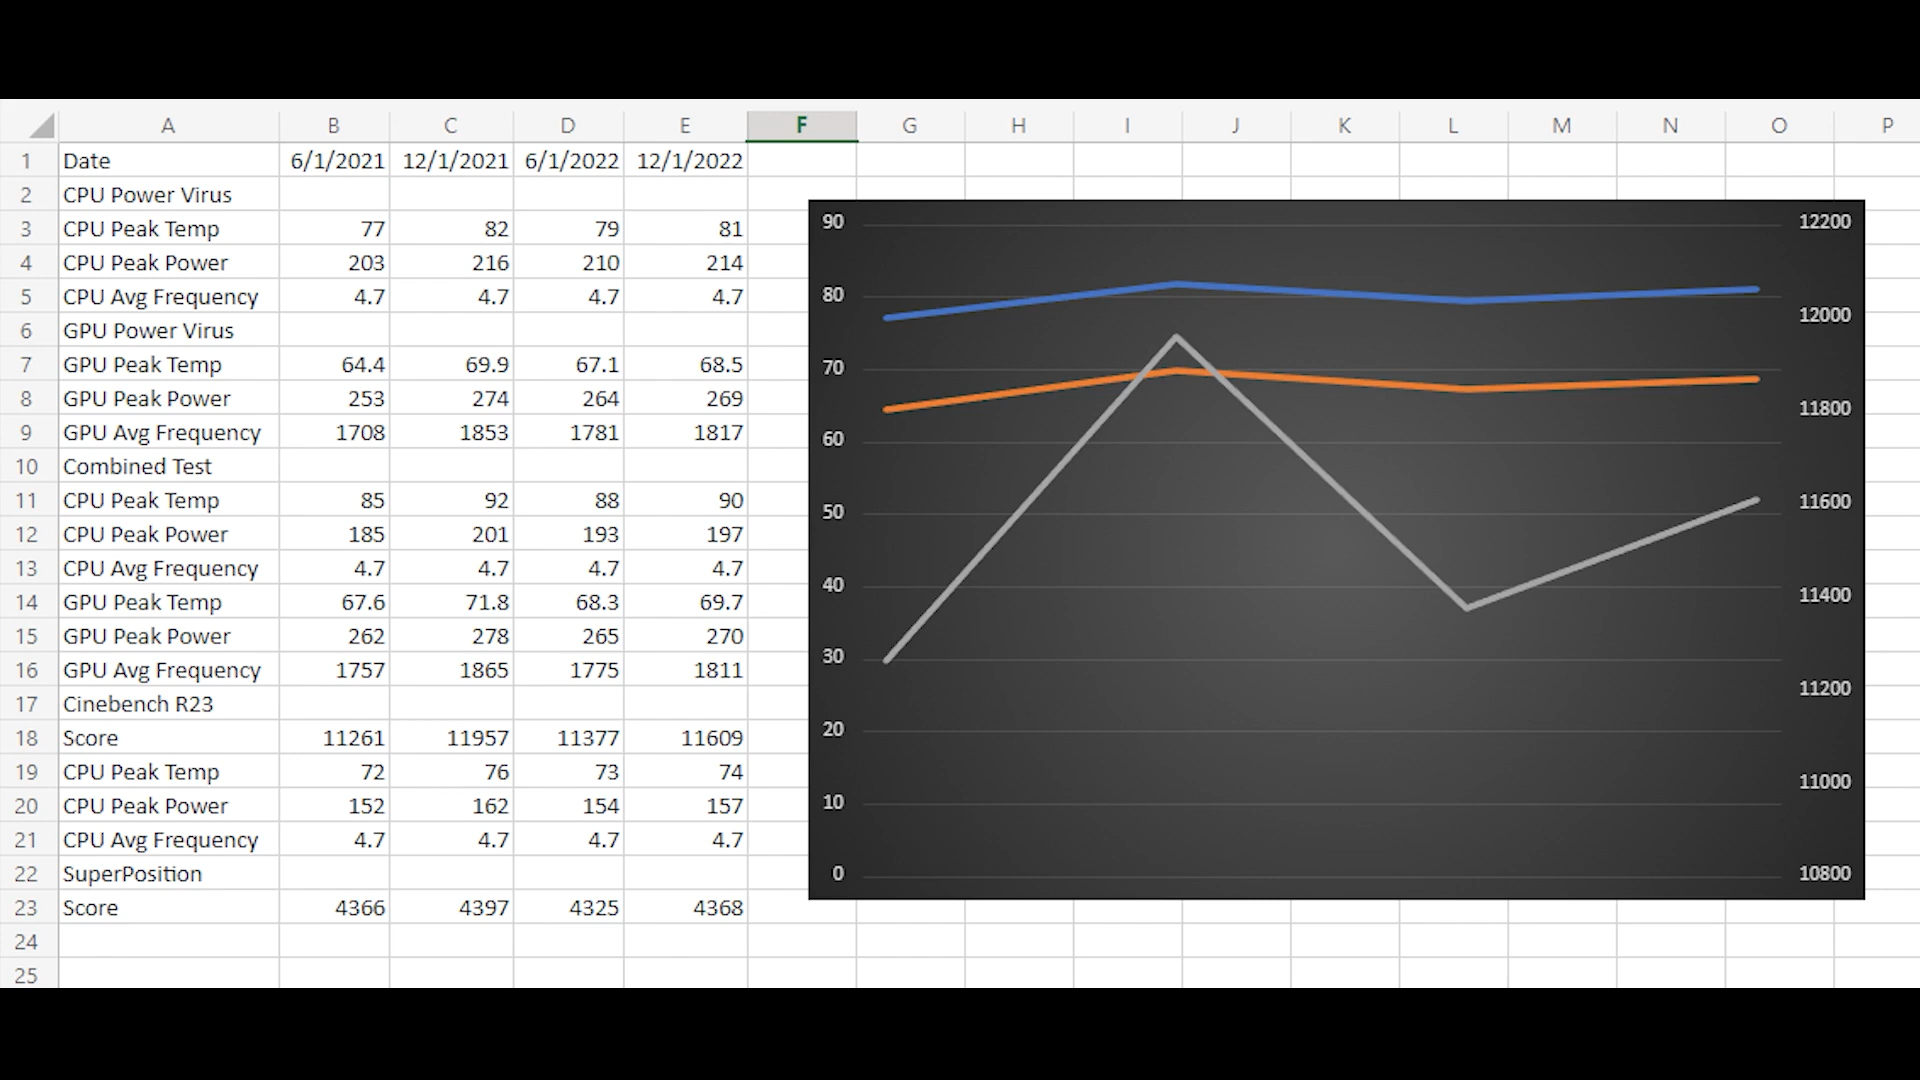 A B C D E F G H I J K L M N O P
1 Date 6/1/2021 12/1/2021 6/1/2022 12/1/2022
2 CPU Power Virus
3 CPU Peak Temp 77 82 79 81
4 CPU Peak Power 203 216 210 214
5 CPU Avg Frequency 4.7 4.7 4.7 4.7
6 GPU Power Virus
7 GPU Peak Temp 64.4 69.9 67.1 68.5
8 GPU Peak Power 253 274 264 269
9 GPU Avg Frequency 1708 1853 1781 1817
10 Combined Test
11 CPU Peak Temp 85 92 88 90
12 CPU Peak Power 185 201 193 197
13 CPU Avg Frequency 4.7 4.7 4.7 4.7
14 GPU Peak Temp 67.6 71.8 68.3 69.7
15 GPU Peak Power 262 278 265 270
16 GPU Avg Frequency 1757 1865 1775 1811
17 Cinebench R23
18 Score 11261 11957 11377 11609
19 CPU Peak Temp 72 76 73 74
20 CPU Peak Power 152 162 154 157
21 CPU Avg Frequency 4.7 4.7 4.7 4.7
22 SuperPosition
23 Score 4366 4397 4325 4368
24
25
90
80
70
60
50
40
30
20
10
0
12200
12000
11800
11600
11400
11200
11000
10800